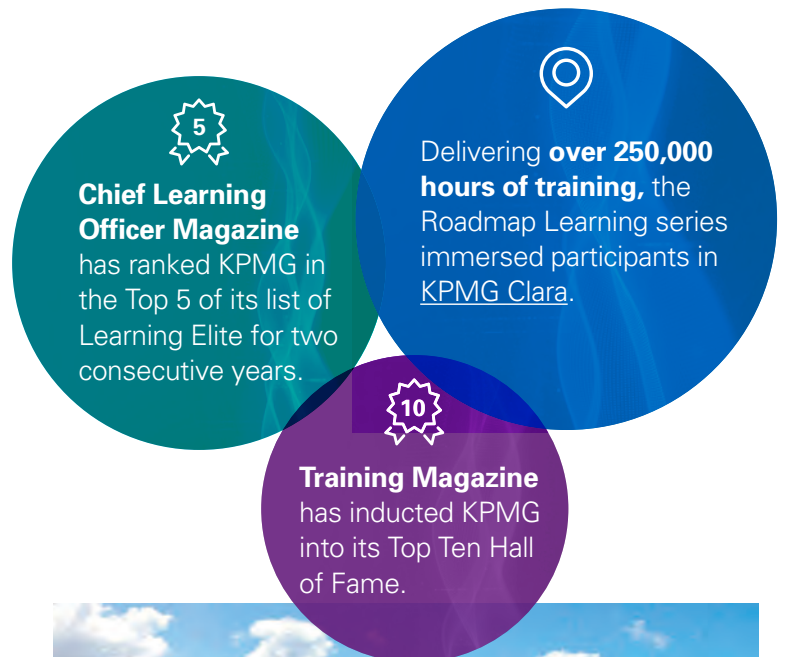 5
Chief Learning
Officer Magazine
has ranked KPMG in
the Top 5 of its list of
Learning Elite for two
consecutive years.
Delivering over 250,000
hours of training, the
Roadmap Learning series
immersed participants in
KPMG Clara.
10
Training Magazine
has inducted KPMG
into its Top Ten Hall
of Fame.